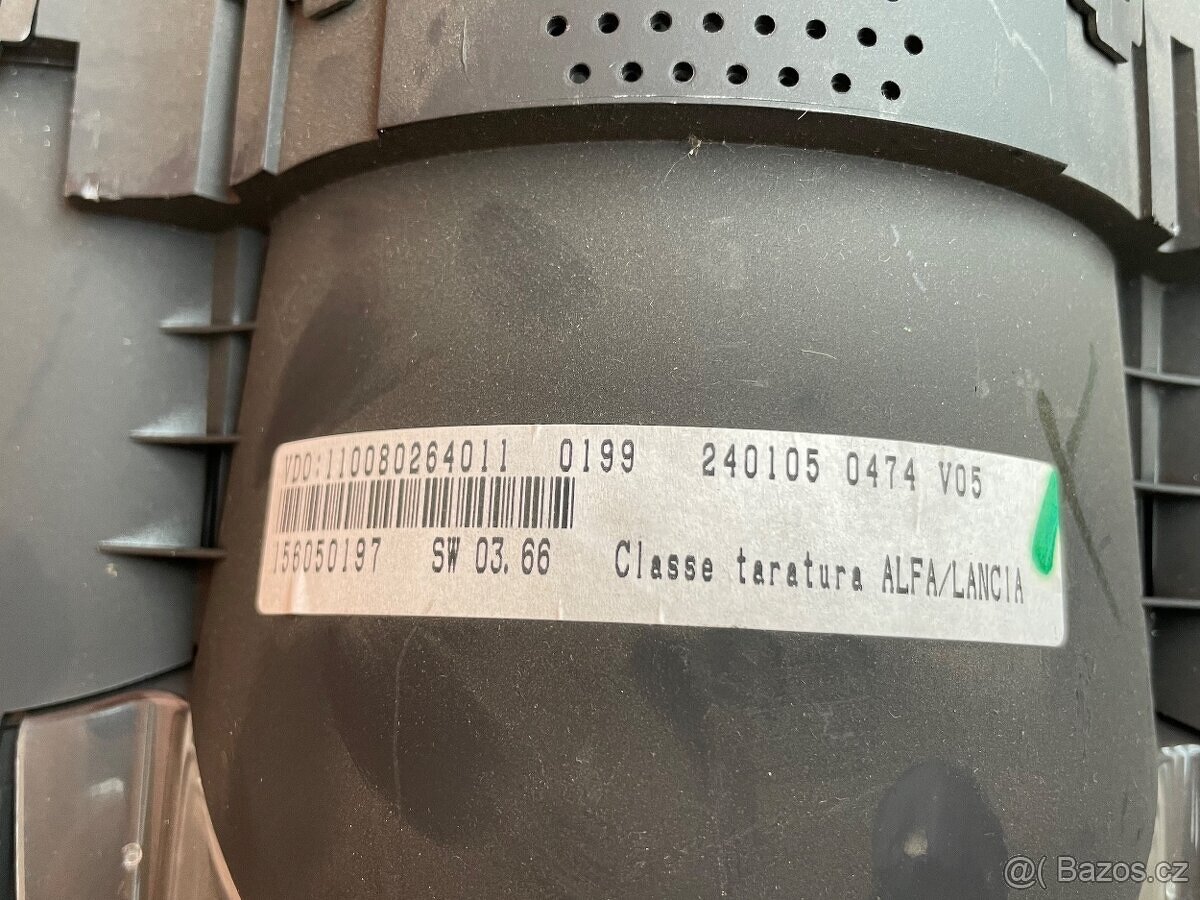 VDO:110080264011 0199 240105 0474 V05
156050197 SW 03.66 Classe taratura ALFA/LANCIA
@( Bazos.cz